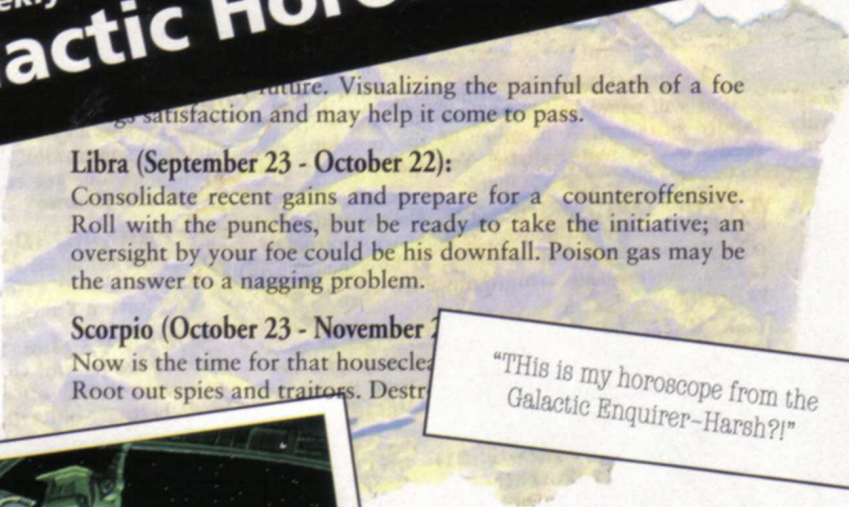 future. Visualizing the painful death of a foe
satisfaction and may help it come to pass.
Libra (September 23 - October 22):
Consolidate recent gains and prepare for a counteroffensive.
Roll with the punches, but be ready to take the initiative; an
oversight by your foe could be his downfall. Poison gas may be
the answer to a nagging problem.
Scorpio (October 23 - November
Now is the time for that
Root out spies and traitors.
"THis is my horoscope from the
Galactic Enquirer-Harsh?!"